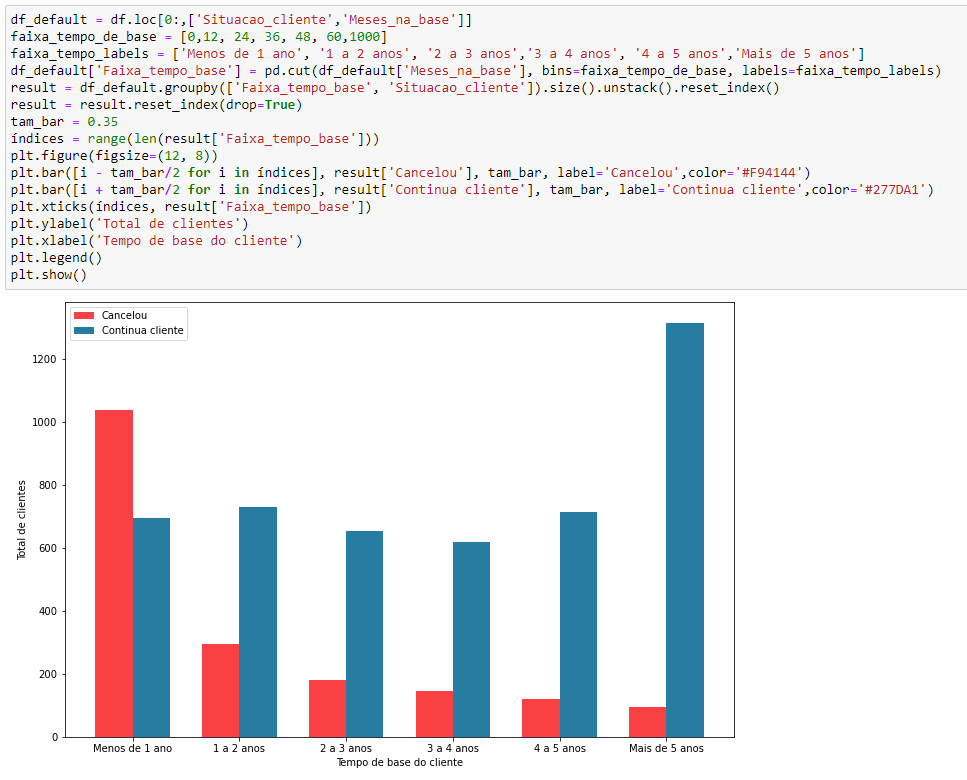 df_default = df.loc[0:,['Situacao_cliente','Meses_na_base']]
faixa_tempo_de_base = [0,12, 24, 36, 48, 60,1000]
faixa_tempo_labels = ['Menos de 1 ano', '1 a 2 anos', '2 a 3 anos','3 a 4 anos', '4 a 5 anos','Mais de 5 anos']
df_default['Faixa_tempo_base'] = pd.cut(df_default['Meses_na_base'], bins=faixa_tempo_de_base, labels=faixa_tempo_labels)
result = df_default.groupby(['Faixa_tempo_base', 'Situacao_cliente']).size().unstack().reset_index()
result = result.reset_index(drop=True)
tam_bar = 0.35
índices = range(len(result['Faixa_tempo_base']))
plt.figure(figsize=(12, 8))
plt.bar([i - tam_bar/2 for i in índices], result['Cancelou'], tam_bar, label='Cancelou',color='#F94144')
plt.bar([i + tam_bar/2 for i in índices], result['Continua cliente'], tam_bar, label='Continua cliente',color='#277DA1')
plt.xticks(índices, result['Faixa_tempo_base'])
plt.ylabel('Total de clientes')
plt.xlabel('Tempo de base do cliente')
plt.legend()
plt.show()
Cancelou
Continua cliente
1200
1000
800
600
400
200
0
Total de clientes
Menos de 1 ano 1 a 2 anos 2 a 3 anos 3 a 4 anos 4 a 5 anos Mais de 5 anos
Tempo de base do cliente